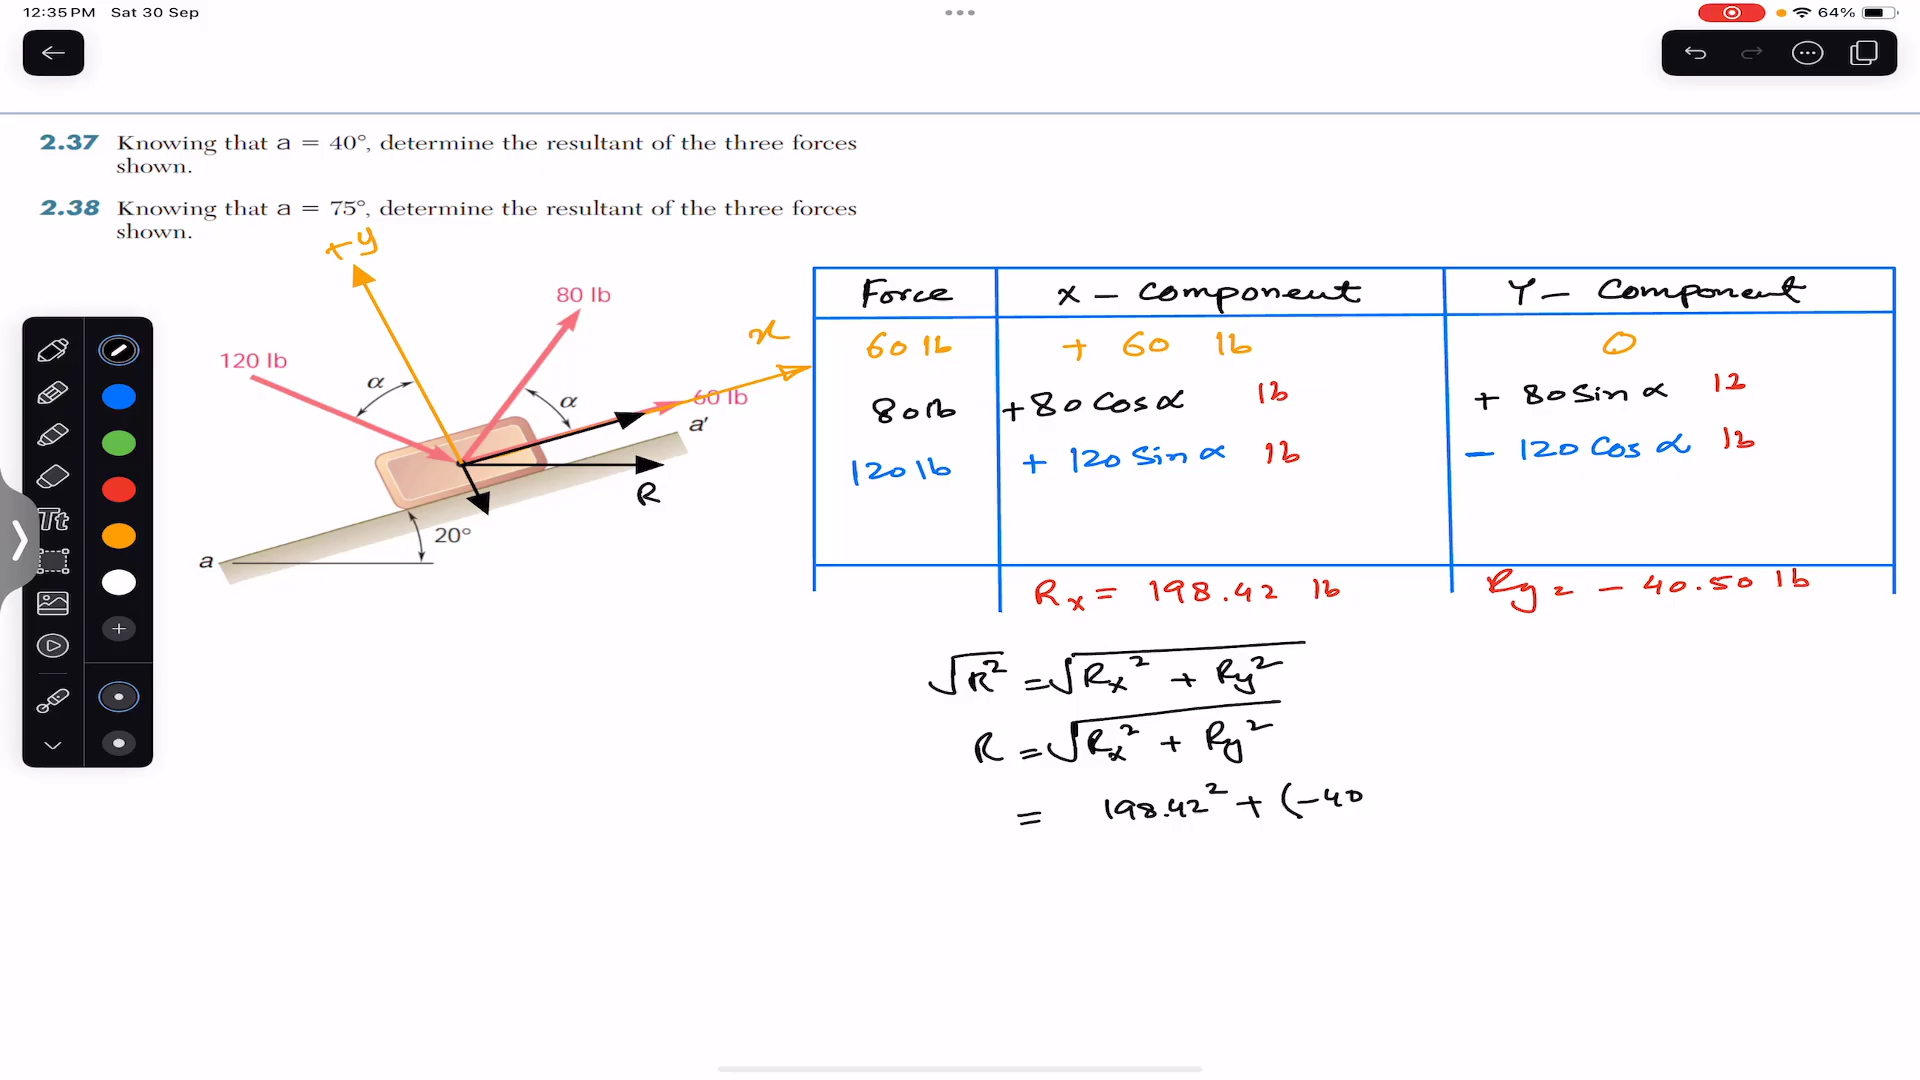 12:35 PM Sat 30 Sep
64%
2.37 Knowing that a = 40°, determine the resultant of the three forces
shown.
2.38 Knowing that a = 75°, determine the resultant of the three forces
shown.
+y
80 lb
x
120 lb
α
α
60 lb
a'
R
20°
a
Tt
Force X - Component Y - Component
60 lb + 60 lb 0
80lb +80 Cosα lb + 80 Sin α 12
120 lb + 120 Sin α lb - 120 Cos α lb
Rx = 198.42 lb Ry = - 40.50 lb
√R² = √Rx² + Ry²
R = √Rx² + Ry²
= 198.42² + (-40